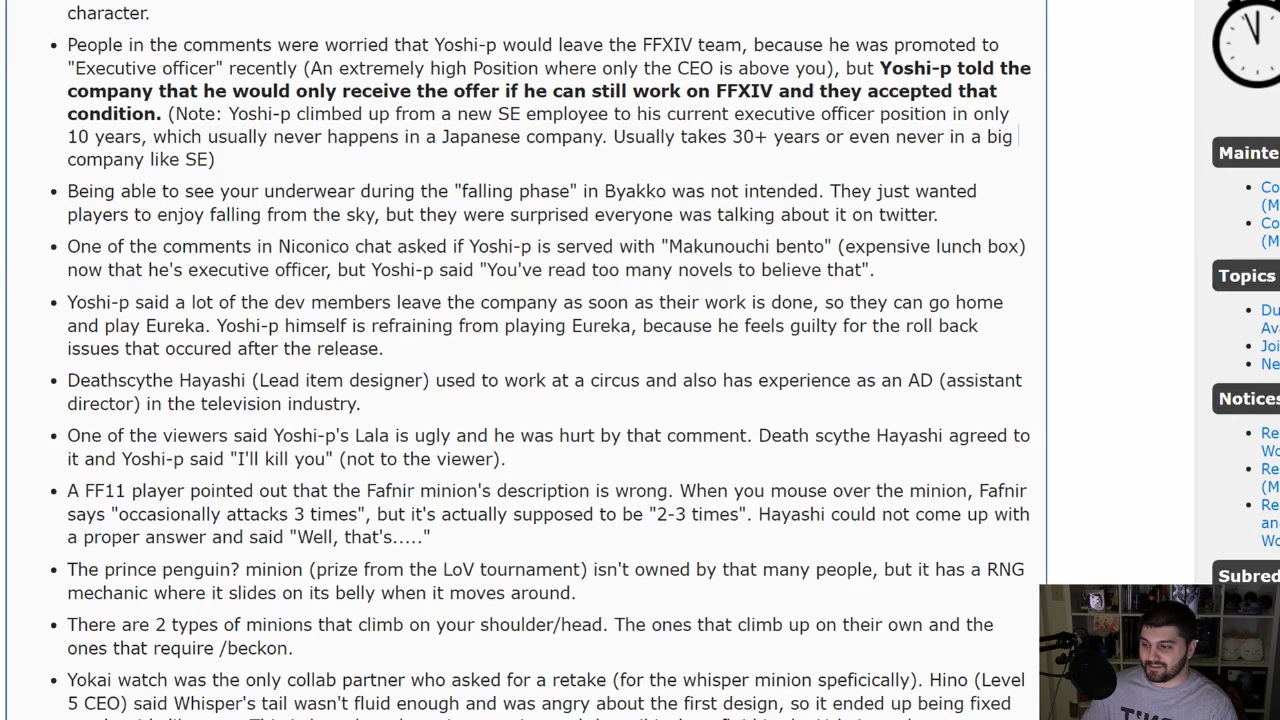 character.
People in the comments were worried that Yoshi-p would leave the FFXIV team, because he was promoted to
"Executive officer" recently (An extremely high Position where only the CEO is above you), but Yoshi-p told the
company that he would only receive the offer if he can still work on FFXIV and they accepted that
condition. (Note: Yoshi-p climbed up from a new SE employee to his current executive officer position in only
10 years, which usually never happens in a Japanese company. Usually takes 30+ years or even never in a big
company like SE)
Being able to see your underwear during the "falling phase" in Byakko was not intended. They just wanted
players to enjoy falling from the sky, but they were surprised everyone was talking about it on twitter.
One of the comments in Niconico chat asked if Yoshi-p is served with "Makunouchi bento" (expensive lunch box)
now that he's executive officer, but Yoshi-p said "You've read too many novels to believe that".
Yoshi-p said a lot of the dev members leave the company as soon as their work is done, so they can go home
and play Eureka. Yoshi-p himself is refraining from playing Eureka, because he feels guilty for the roll back
issues that occured after the release.
Deathscythe Hayashi (Lead item designer) used to work at a circus and also has experience as an AD (assistant
director) in the television industry.
One of the viewers said Yoshi-p's Lala is ugly and he was hurt by that comment. Death scythe Hayashi agreed to
it and Yoshi-p said "I'll kill you" (not to the viewer).
A FF11 player pointed out that the Fafnir minion's description is wrong. When you mouse over the minion, Fafnir
says "occasionally attacks 3 times", but it's actually supposed to be "2-3 times". Hayashi could not come up with
a proper answer and said "Well, that's....."
The prince penguin? minion (prize from the LoV tournament) isn't owned by that many people, but it has a RNG
mechanic where it slides on its belly when it moves around.
There are 2 types of minions that climb on your shoulder/head. The ones that climb up on their own and the
ones that require /beckon.
Yokai watch was the only collab partner who asked for a retake (for the whisper minion speficically). Hino (Level
5 CEO) said Whisper's tail wasn't fluid enough and was angry about the first design, so it ended up being fixed
Mainte
Co
(M
Co
(M
Topics
Du
Ava
Joi
Ne
Notices
Re
Wo
Re
(M
Re
an
Wo
Subred